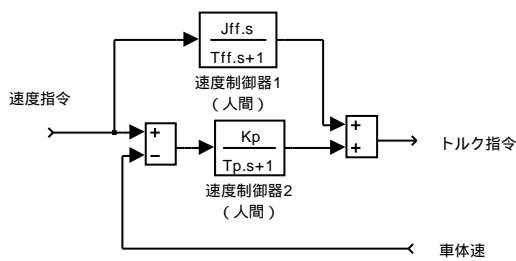 Jff.s
Tff.s+1
速度制御器1
（人間）
速度指令
+
−
Kp
Tp.s+1
速度制御器2
（人間）
+
+
トルク指令
車体速